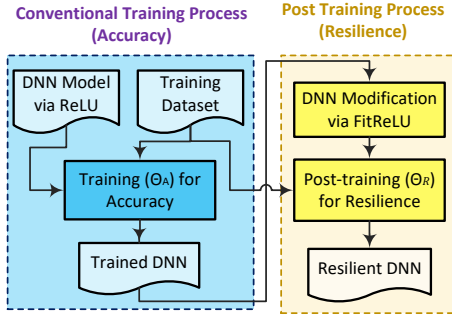 Conventional Training Process
(Accuracy)
Post Training Process
(Resilience)
DNN Model
via ReLU
Training
Dataset
DNN Modification
via FitReLU
Training (ΘA) for
Accuracy
Post-training (ΘR)
for Resilience
Trained DNN
Resilient DNN